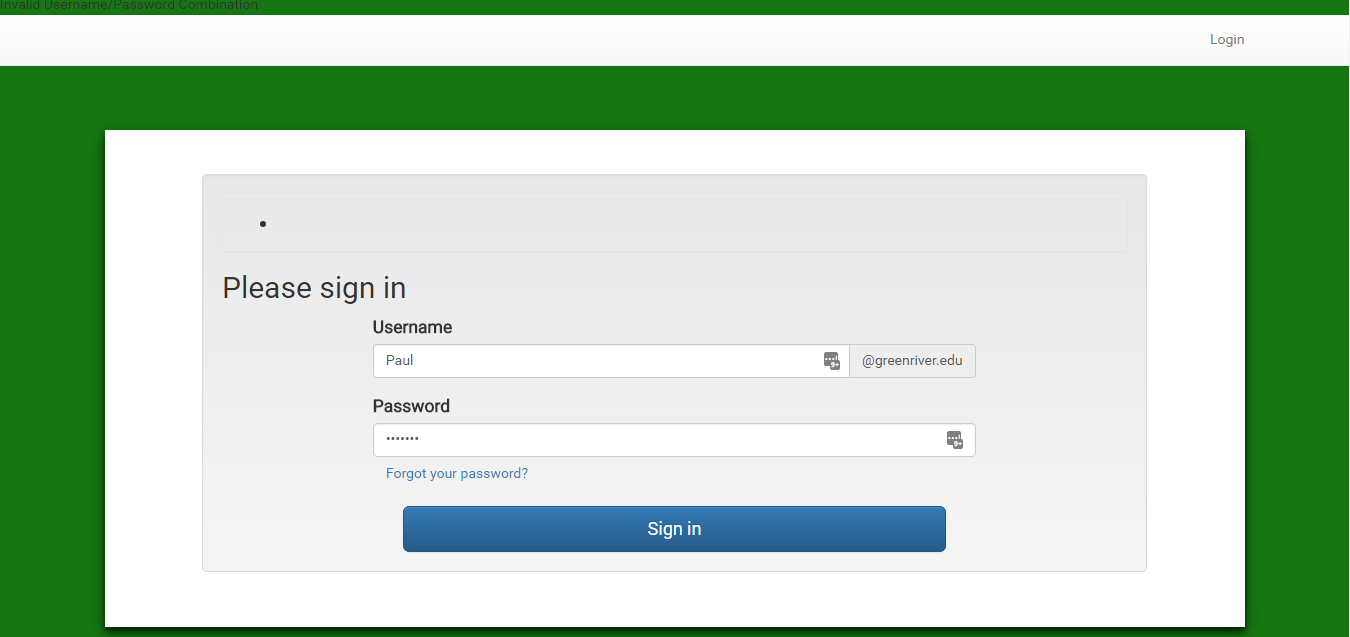 Invalid Username/Password Combination
Login
Please sign in
Username
Paul @greenriver.edu
Password
•••••••
Forgot your password?
Sign in